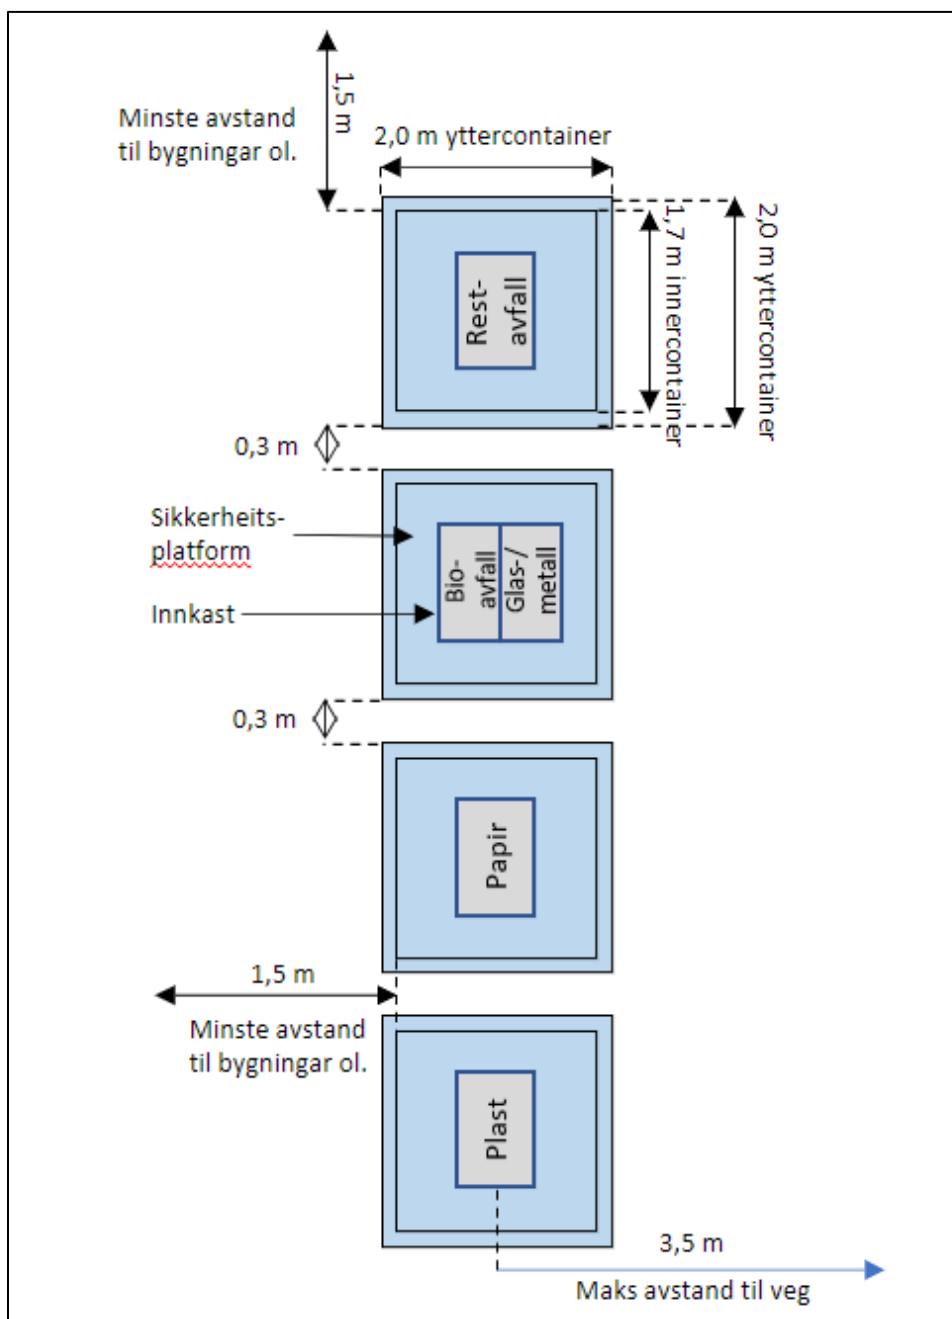 1,5 m
Minste avstand
til bygningar ol.
2,0 m yttercontainer
2,0 m yttercontainer
1,7 m innercontainer
Rest-
avfall
0,3 m
Sikkerheits-
platform
Innkast
Bio-
avfall
Glas-/
metall
0,3 m
Papir
1,5 m
Minste avstand
til bygningar ol.
Plast
3,5 m
Maks avstand til veg